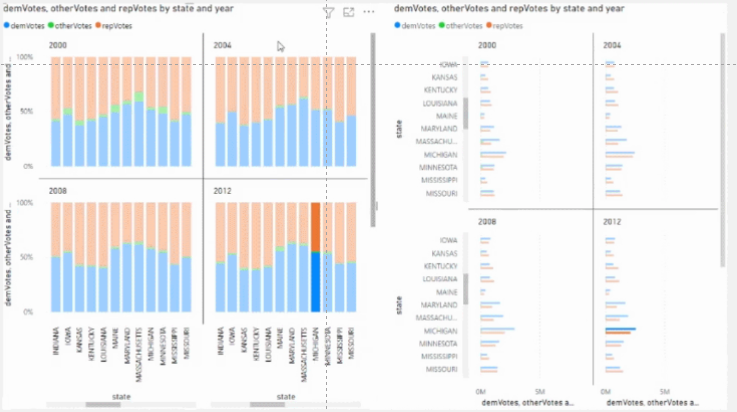 demVotes, otherVotes and repVotes by state and year
demVotes otherVotes repVotes
2000
2004
100%
50%
0%
demVotes, otherVotes and ...
2008
2012
100%
50%
0%
demVotes, otherVotes and ...
INDIANA
IOWA
KANSAS
KENTUCKY
LOUISIANA
MAINE
MARYLAND
MASSACHUSETTS
MICHIGAN
MINNESOTA
MISSISSIPPI
MISSOURI
INDIANA
IOWA
KANSAS
KENTUCKY
LOUISIANA
MAINE
MARYLAND
MASSACHUSETTS
MICHIGAN
MINNESOTA
MISSISSIPPI
MISSOURI
state
state
demVotes, otherVotes and repVotes by state and year
demVotes otherVotes repVotes
2000
2004
state
IOWA
KANSAS
KENTUCKY
LOUISIANA
MAINE
MARYLAND
MASSACHU...
MICHIGAN
MINNESOTA
MISSISSIPPI
MISSOURI
2008
2012
state
IOWA
KANSAS
KENTUCKY
LOUISIANA
MAINE
MARYLAND
MASSACHU...
MICHIGAN
MINNESOTA
MISSISSIPPI
MISSOURI
0M 5M
0M 5M
demVotes, otherVotes a...
demVotes, otherVotes a...